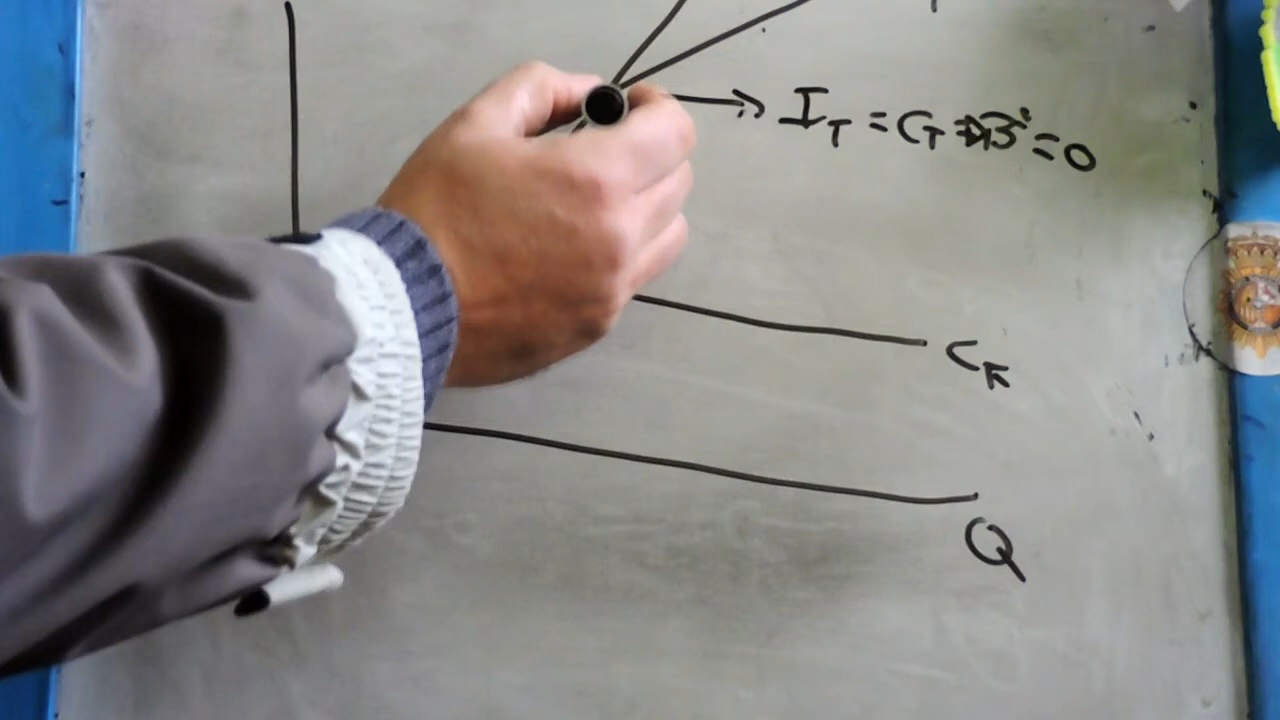 I_T = C_T ⇒ B° = 0
C_F
Q